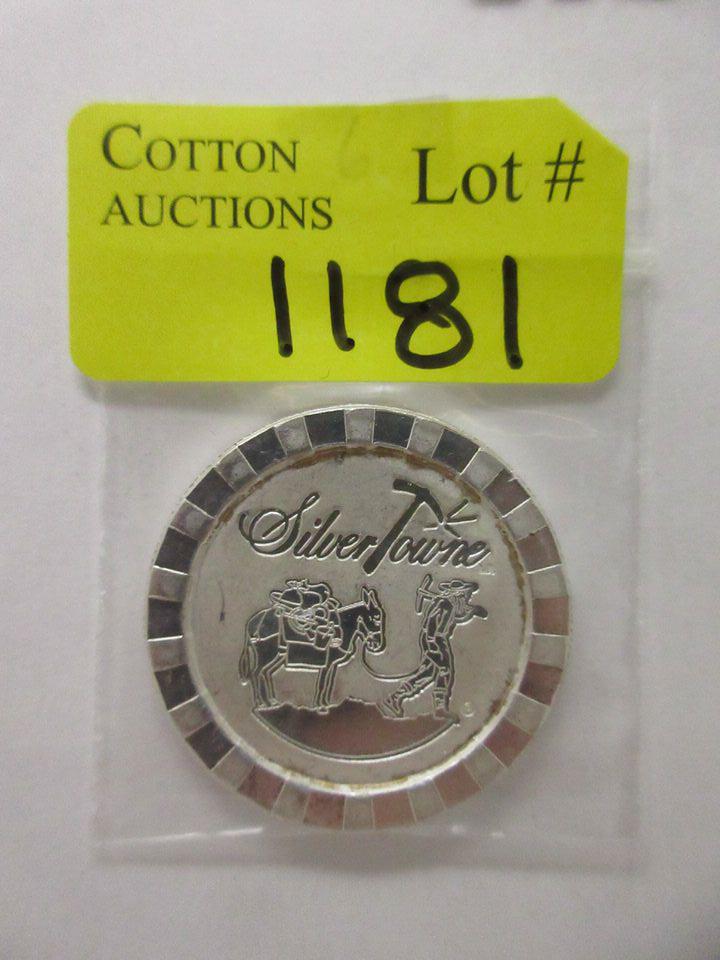 COTTON
AUCTIONS
Lot #
1181
SilverTowne